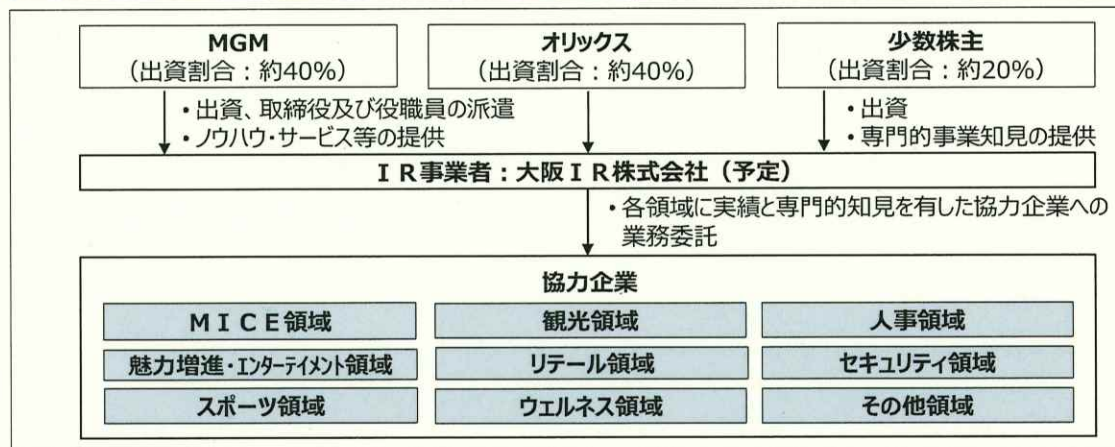 MGM
（出資割合：約40%）
オリックス
（出資割合：約40%）
少数株主
（出資割合：約20%）
・出資、取締役及び役職員の派遣
・ノウハウ・サービス等の提供
・出資
・専門的事業知見の提供
ＩＲ事業者：大阪ＩＲ株式会社（予定）
・各領域に実績と専門的知見を有した協力企業への
業務委託
協力企業
ＭＩＣＥ領域
観光領域
人事領域
魅力増進・エンターテイメント領域
リテール領域
セキュリティ領域
スポーツ領域
ウェルネス領域
その他領域